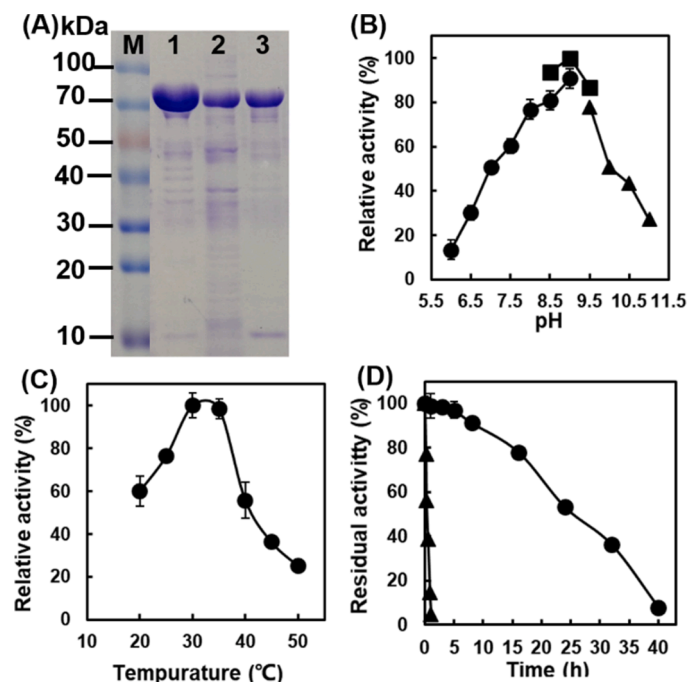 (A) kDa
M 1 2 3
100
70
50
40
30
20
10
(B)
Relative activity (%)
100
80
60
40
20
0
5.5 6.5 7.5 8.5 9.5 10.5 11.5
pH
(C)
Relative activitty (%)
100
80
60
40
20
0
10 20 30 40 50
Tempurature (℃)
(D)
Residual activitty (%)
100
80
60
40
20
0
0 5 10 15 20 25 30 35 40
Time (h)